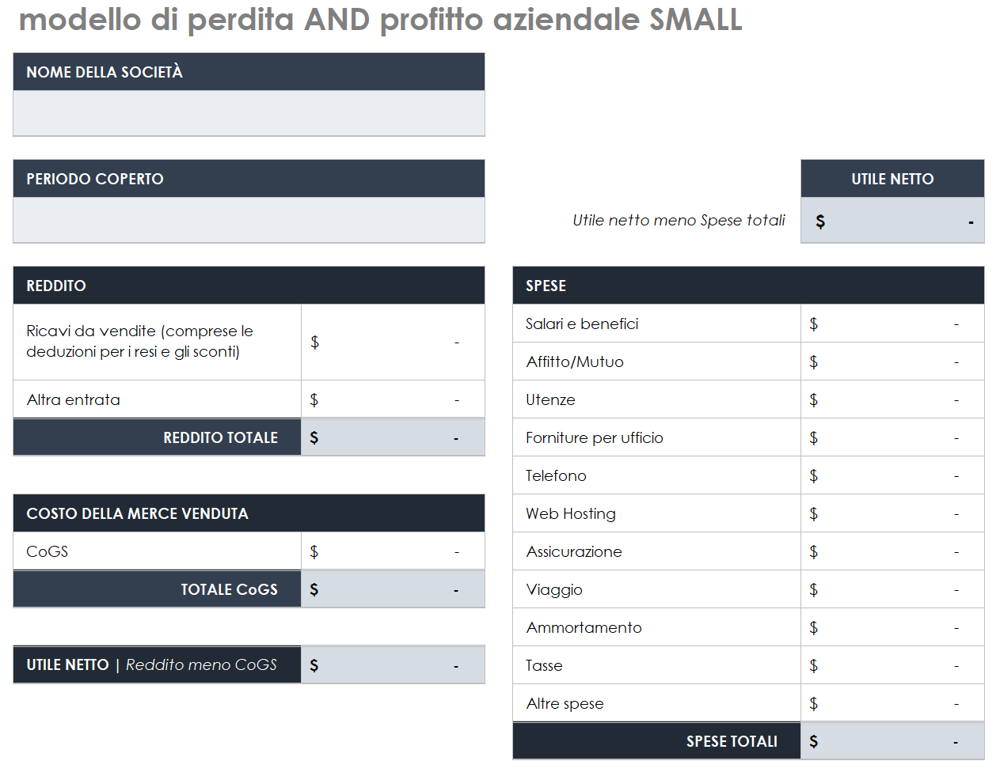 modello di perdita AND profitto aziendale SMALL
NOME DELLA SOCIETÀ
PERIODO COPERTO
UTILE NETTO
Utile netto meno Spese totali
$ -
REDDITO
Ricavi da vendite (comprese le
deduzioni per i resi e gli sconti)
$ -
Altra entrata $ -
REDDITO TOTALE $ -
COSTO DELLA MERCE VENDUTA
CoGS $ -
TOTALE CoGS $ -
UTILE NETTO | Reddito meno CoGS $ -
SPESE
Salari e benefici $ -
Affitto/Mutuo $ -
Utenze $ -
Forniture per ufficio $ -
Telefono $ -
Web Hosting $ -
Assicurazione $ -
Viaggio $ -
Ammortamento $ -
Tasse $ -
Altre spese $ -
SPESE TOTALI $ -